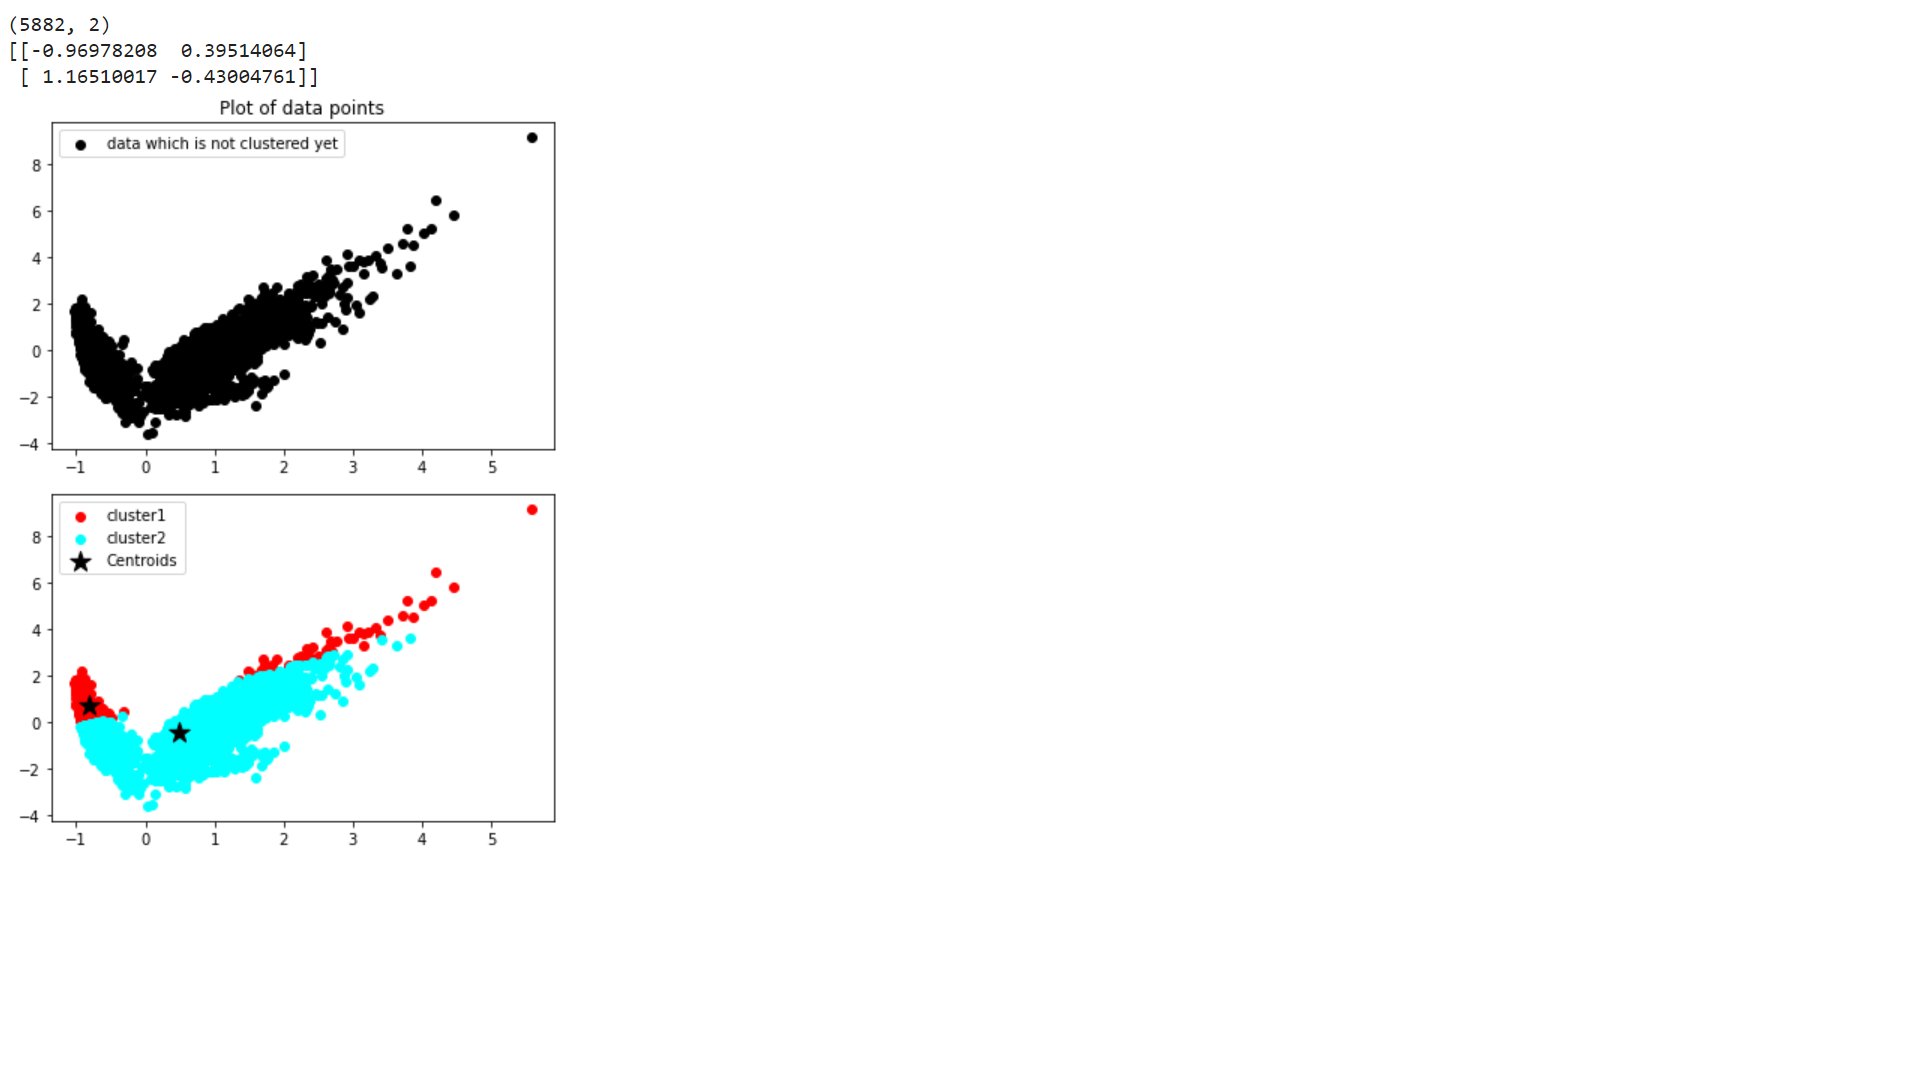 (5882, 2)
[[-0.96978208  0.39514064]
 [ 1.16510017 -0.43004761]]
Plot of data points
data which is not clustered yet
8
6
4
2
0
−2
−4
−1 0 1 2 3 4 5
cluster1
cluster2
Centroids
8
6
4
2
0
−2
−4
−1 0 1 2 3 4 5